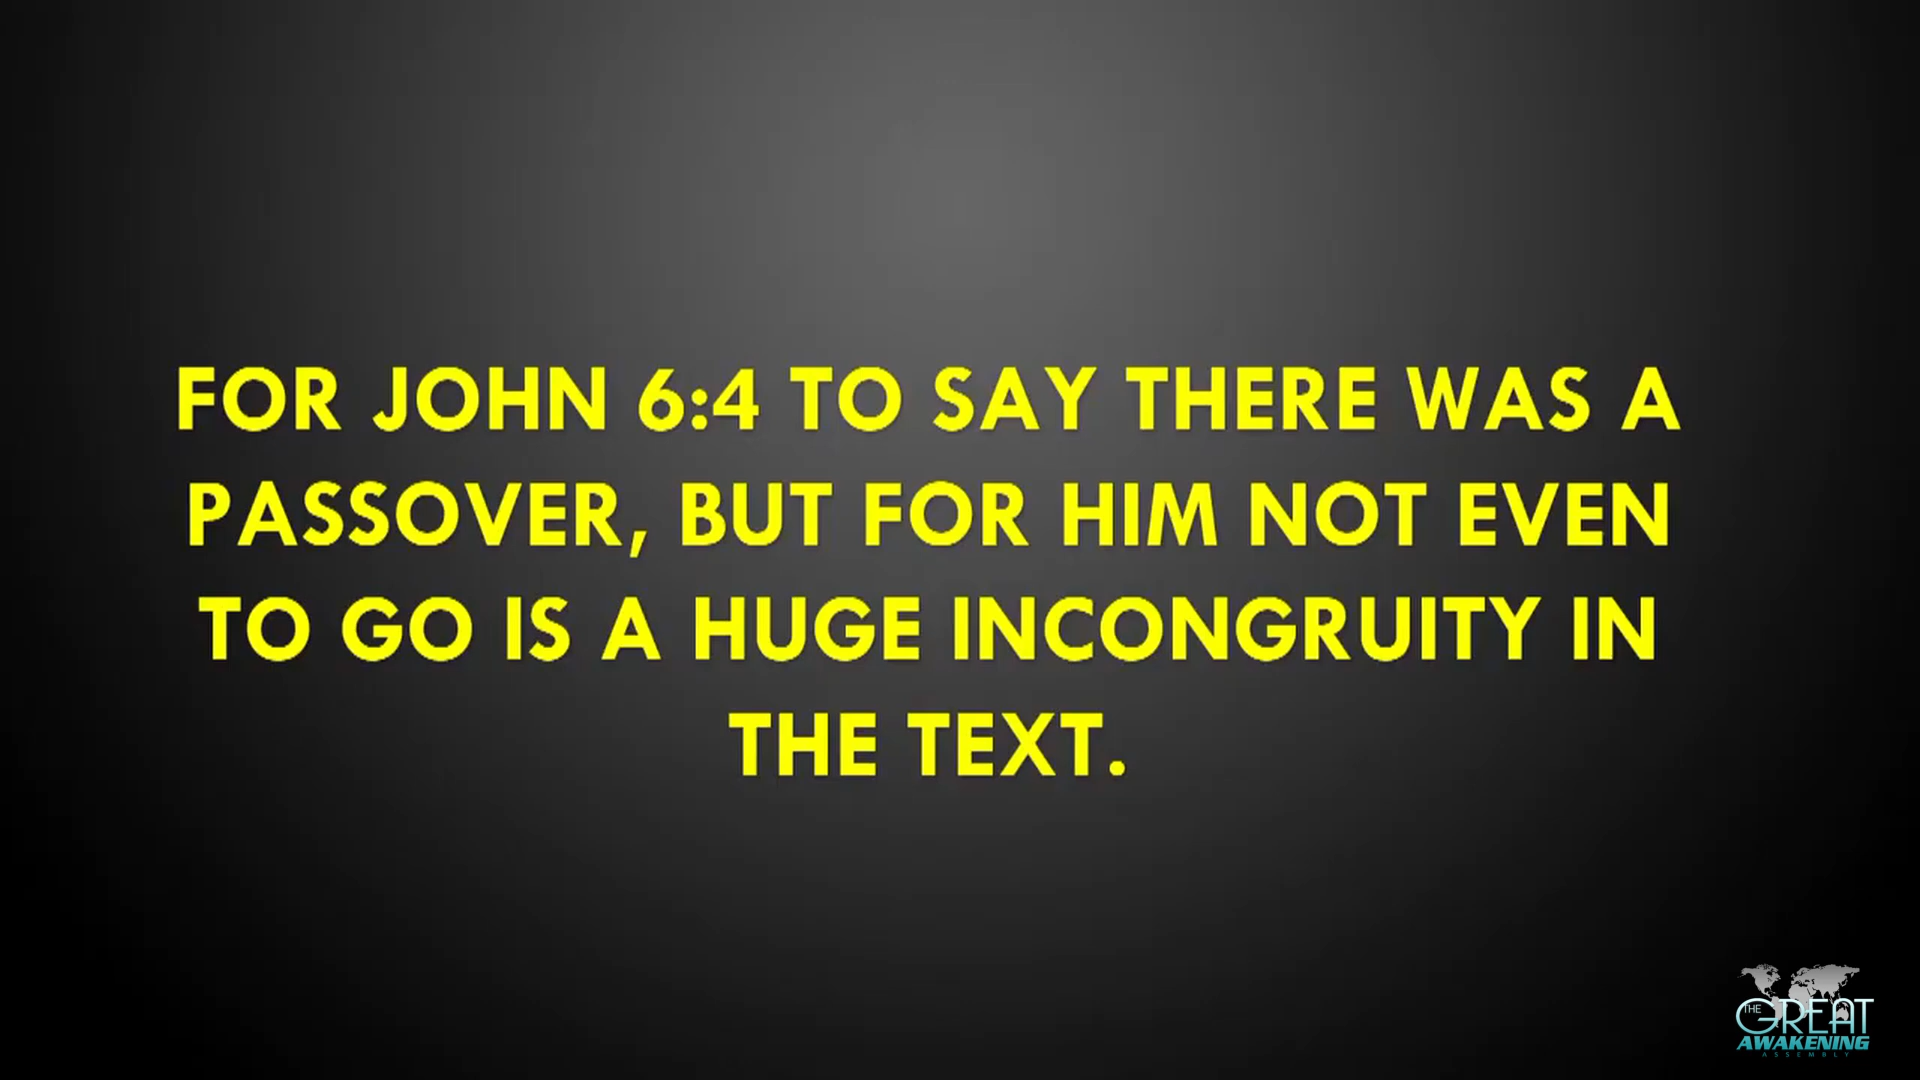 FOR JOHN 6:4 TO SAY THERE WAS A
PASSOVER, BUT FOR HIM NOT EVEN
TO GO IS A HUGE INCONGRUITY IN
THE TEXT.
THE
GREAT
AWAKENING
ASSEMBLY